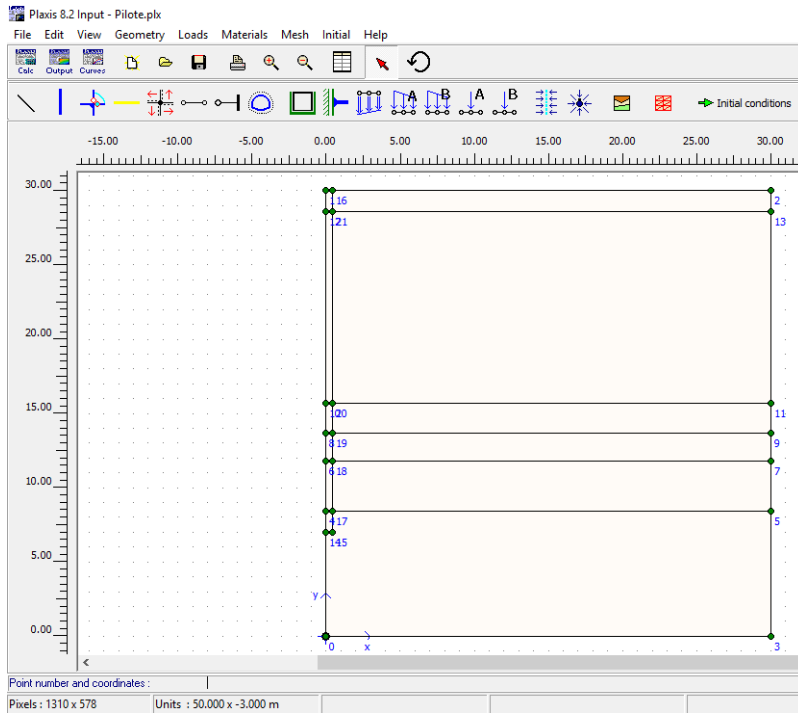 Plaxis 8.2 Input - Pilote.plx
File Edit View Geometry Loads Materials Mesh Initial Help
Calc Output Curves
A B A B Initial conditions
-15.00 -10.00 -5.00 0.00 5.00 10.00 15.00 20.00 25.00 30.00
30.00
1 16 2
12 21 13
25.00
20.00
15.00
10 20 11
8 19 9
6 18 7
10.00
4 17 5
14 15
5.00
y
0.00
0 x 3
<
Point number and coordinates :
Pixels : 1310 x 578 Units : 50.000 x -3.000 m